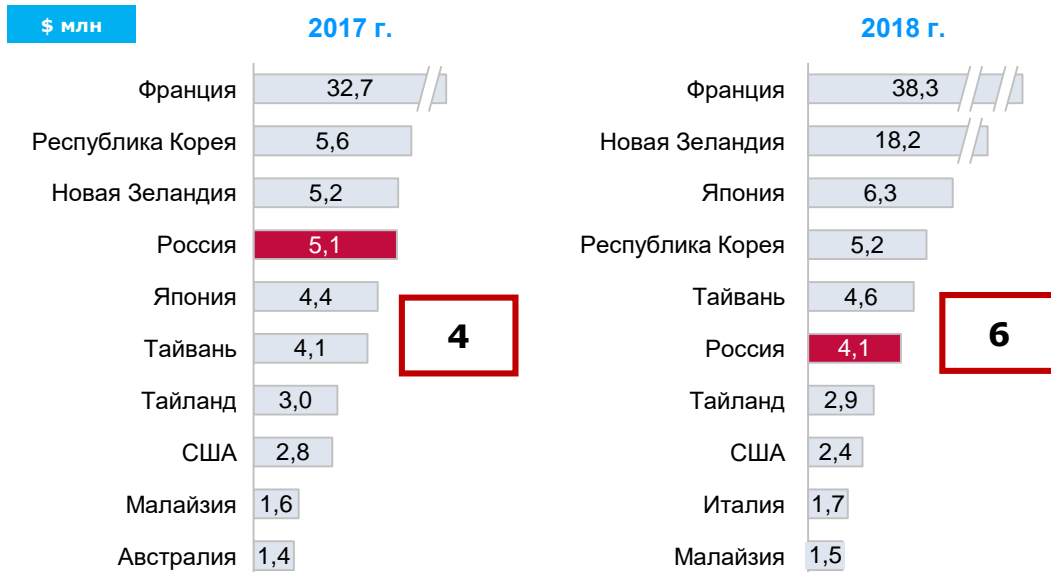 $ млн
2017 г.
Франция 32,7
Республика Корея 5,6
Новая Зеландия 5,2
Россия 5,1
Япония 4,4
Тайвань 4,1
Тайланд 3,0
США 2,8
Малайзия 1,6
Австралия 1,4
4
2018 г.
Франция 38,3
Новая Зеландия 18,2
Япония 6,3
Республика Корея 5,2
Тайвань 4,6
Россия 4,1
Тайланд 2,9
США 2,4
Италия 1,7
Малайзия 1,5
6